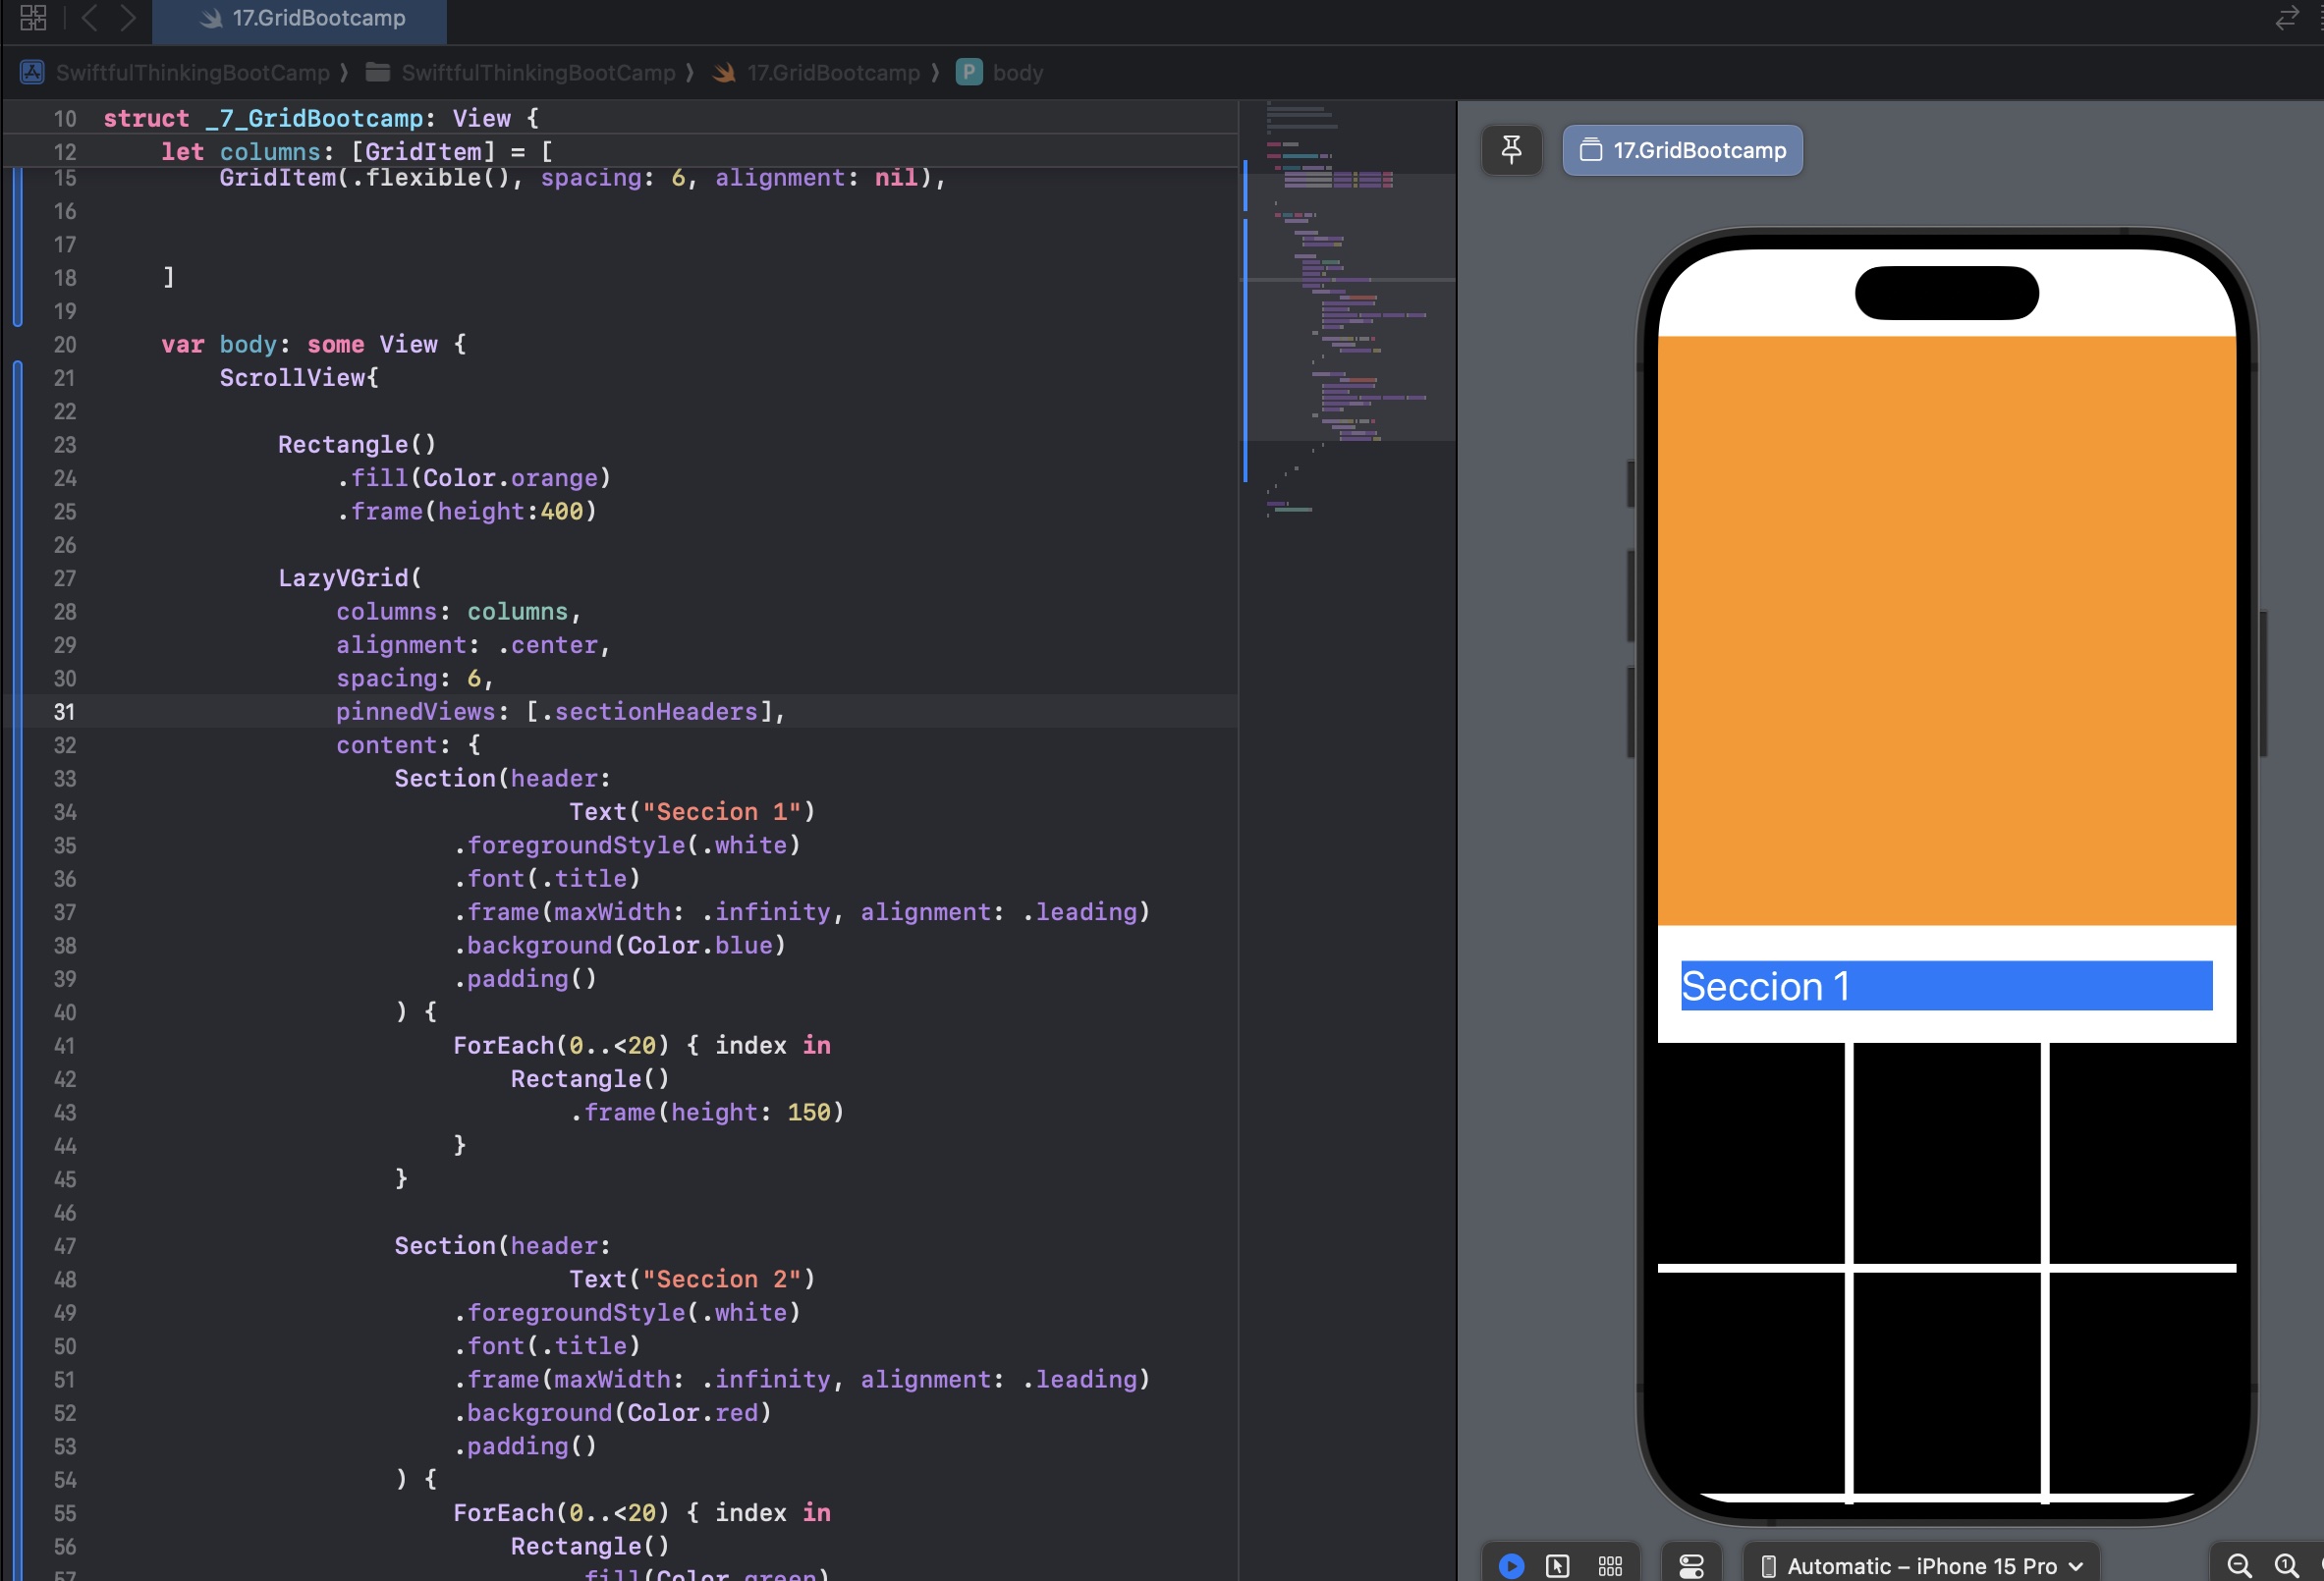 17.GridBootcamp
SwiftfulThinkingBootCamp ⟩ SwiftfulThinkingBootCamp ⟩ 17.GridBootcamp ⟩ P body
10 struct _7_GridBootcamp: View {
12 let columns: [GridItem] = [
15 GridItem(.flexible(), spacing: 6, alignment: nil),
16
17
18 ]
19
20 var body: some View {
21 ScrollView{
22
23 Rectangle()
24 .fill(Color.orange)
25 .frame(height:400)
26
27 LazyVGrid(
28 columns: columns,
29 alignment: .center,
30 spacing: 6,
31 pinnedViews: [.sectionHeaders],
32 content: {
33 Section(header:
34 Text("Seccion 1")
35 .foregroundStyle(.white)
36 .font(.title)
37 .frame(maxWidth: .infinity, alignment: .leading)
38 .background(Color.blue)
39 .padding()
40 ) {
41 ForEach(0..<20) { index in
42 Rectangle()
43 .frame(height: 150)
44 }
45 }
46
47 Section(header:
48 Text("Seccion 2")
49 .foregroundStyle(.white)
50 .font(.title)
51 .frame(maxWidth: .infinity, alignment: .leading)
52 .background(Color.red)
53 .padding()
54 ) {
55 ForEach(0..<20) { index in
56 Rectangle()
57 .fill(Color.green)
17.GridBootcamp
Seccion 1
Automatic – iPhone 15 Pro